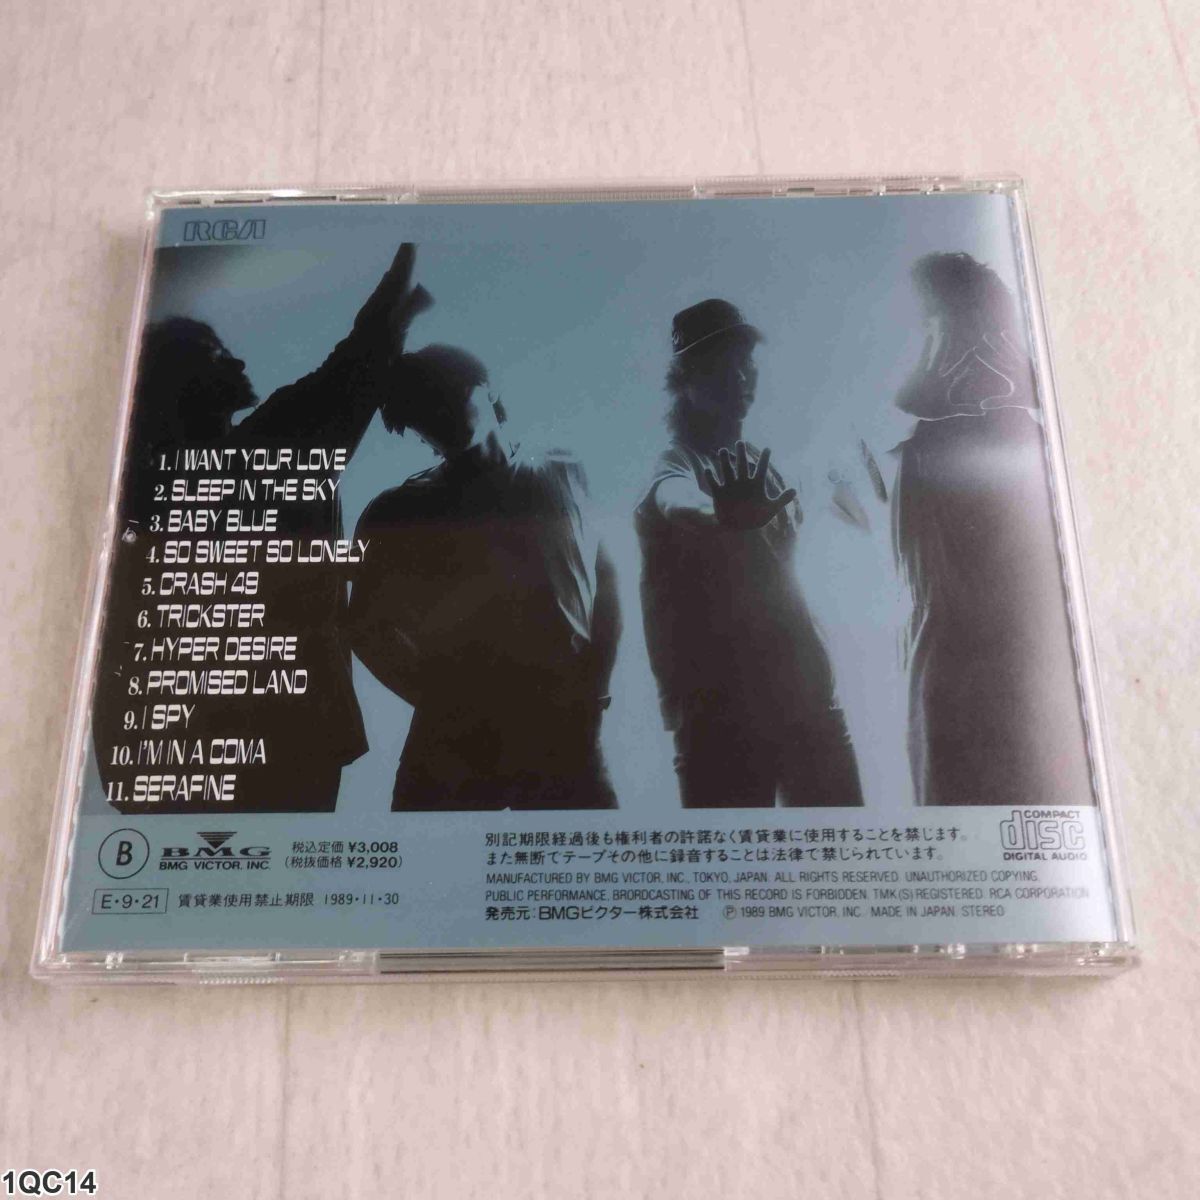 RCA
1. I WANT YOUR LOVE
2. SLEEP IN THE SKY
3. BABY BLUE
4. SO SWEET SO LONELY
5. CRASH 49
6. TRICKSTER
7. HYPER DESIRE
8. PROMISED LAND
9. I SPY
10. I'M IN A COMA
11. SERAFINE
B
BMG
BMG VICTOR, INC.
税込定価 ¥3,008
(税抜価格 ¥2,920)
E・9・21
賃貸業使用禁止期限 1989・11・30
別記期限経過後も権利者の許諾なく賃貸業に使用することを禁じます。
また無断でテープその他に録音することは法律で禁じられています。
MANUFACTURED BY BMG VICTOR, INC., TOKYO, JAPAN. ALL RIGHTS RESERVED. UNAUTHORIZED COPYING,
PUBLIC PERFORMANCE, BRORDCASTING OF THIS RECORD IS FORBIDDEN. TMK(S) REGISTERED. RCA CORPORATION
発売元:BMGビクター株式会社 Ⓟ 1989 BMG VICTOR, INC. MADE IN JAPAN. STEREO
COMPACT
disc
DIGITAL AUDIO
1QC14